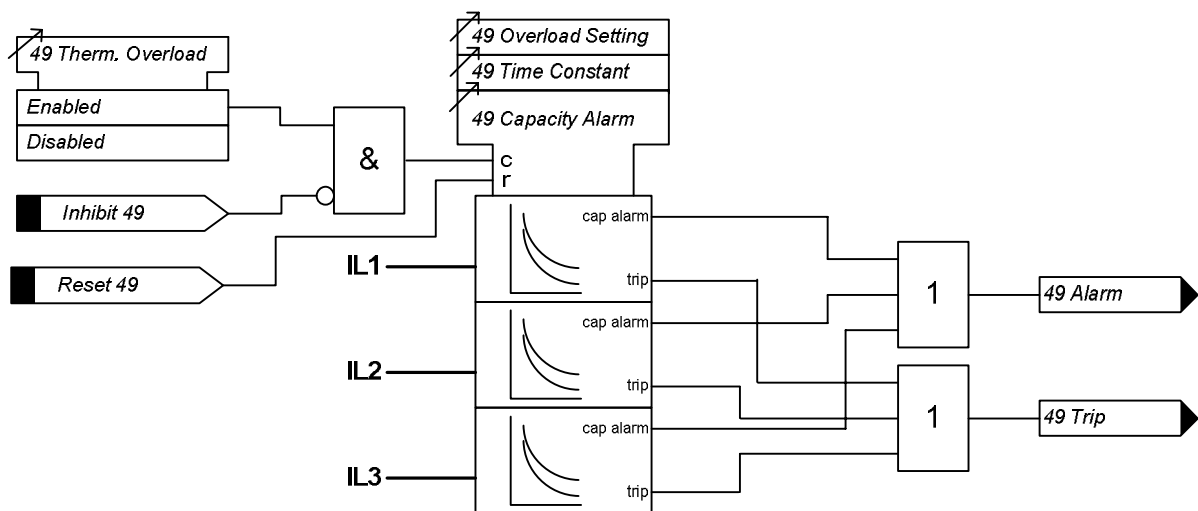 49 Therm. Overload
Enabled
Disabled
Inhibit 49
Reset 49
&
49 Overload Setting
49 Time Constant
49 Capacity Alarm
c
r
IL1
cap alarm
trip
IL2
cap alarm
trip
IL3
cap alarm
trip
1
49 Alarm
1
49 Trip